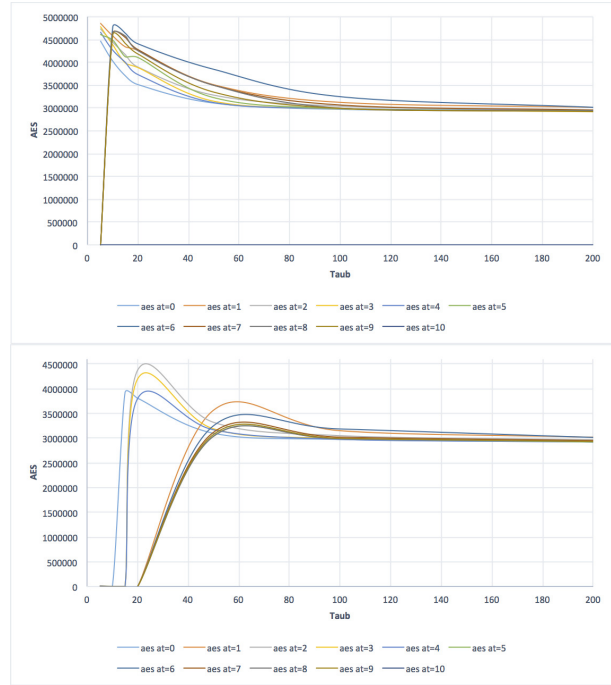 5000000
4500000
4000000
3500000
3000000
2500000
2000000
1500000
1000000
500000
0
AES
0 20 40 60 80 100 120 140 160 180 200
Taub
aes at=0 aes at=1 aes at=2 aes at=3 aes at=4 aes at=5
aes at=6 aes at=7 aes at=8 aes at=9 aes at=10
4500000
4000000
3500000
3000000
2500000
2000000
1500000
1000000
500000
0
AES
0 20 40 60 80 100 120 140 160 180 200
Taub
aes at=0 aes at=1 aes at=2 aes at=3 aes at=4 aes at=5
aes at=6 aes at=7 aes at=8 aes at=9 aes at=10